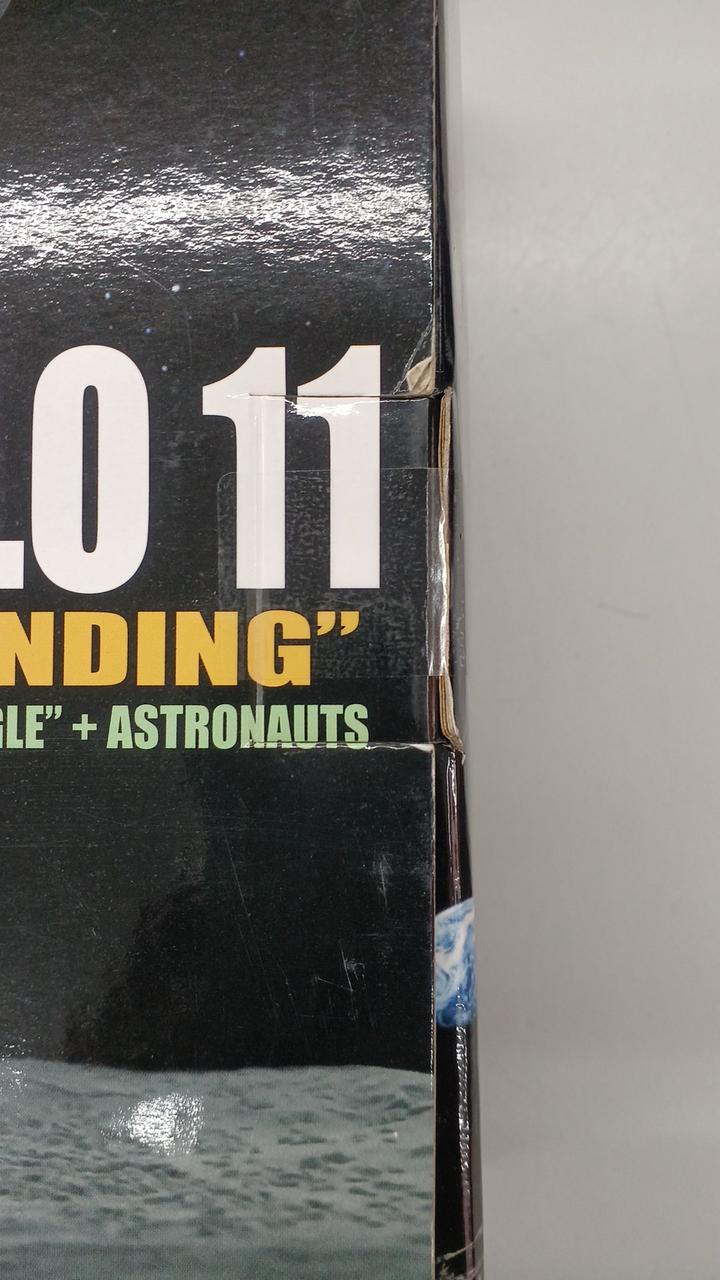 LO 11
NDING”
GLE” + ASTRONAUTS